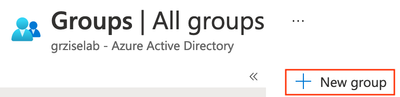 Groups | All groups ...
grziselab - Azure Active Directory
«
+ New group